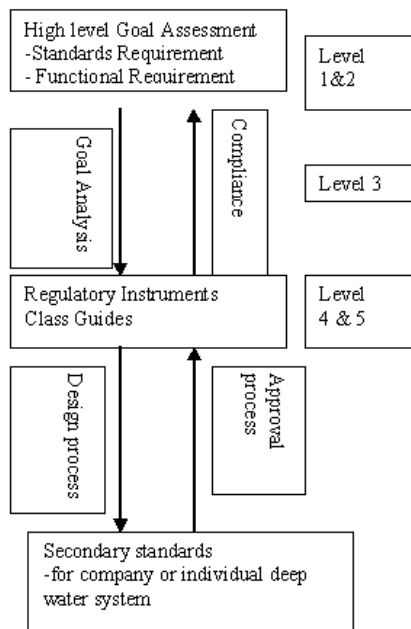 High level Goal Assessment
-Standards Requirement
- Functional Requirement
Level
1&2
Goal Analysis
Compliance
Level 3
Regulatory Instruments
Class Guides
Level
4 & 5
Design process
Approval
process
Secondary standards
-for company or individual deep
water system